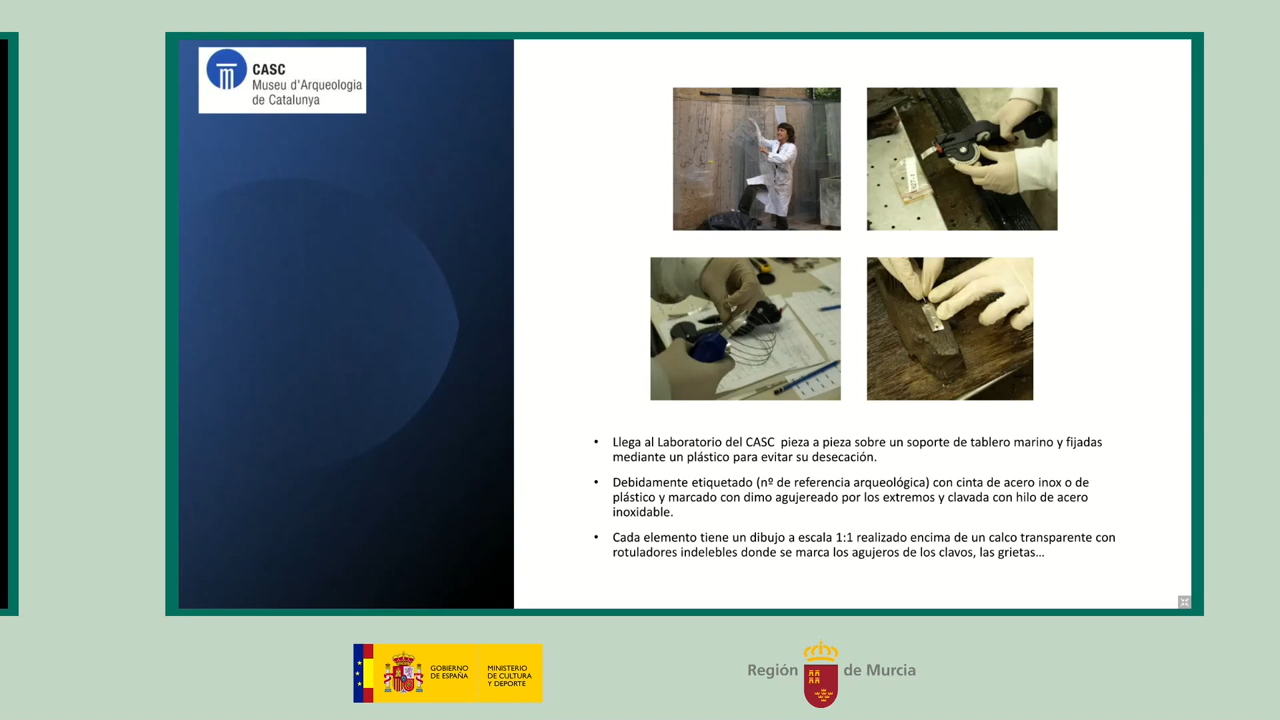 CASC
Museu d'Arqueologia
de Catalunya
• Llega al Laboratorio del CASC pieza a pieza sobre un soporte de tablero marino y fijadas
mediante un plástico para evitar su desecación.
• Debidamente etiquetado (nº de referencia arqueológica) con cinta de acero inox o de
plástico y marcado con dimo agujereado por los extremos y clavada con hilo de acero
inoxidable.
• Cada elemento tiene un dibujo a escala 1:1 realizado encima de un calco transparente con
rotuladores indelebles donde se marca los agujeros de los clavos, las grietas...
GOBIERNO
DE ESPAÑA
MINISTERIO
DE CULTURA
Y DEPORTE
Región de Murcia